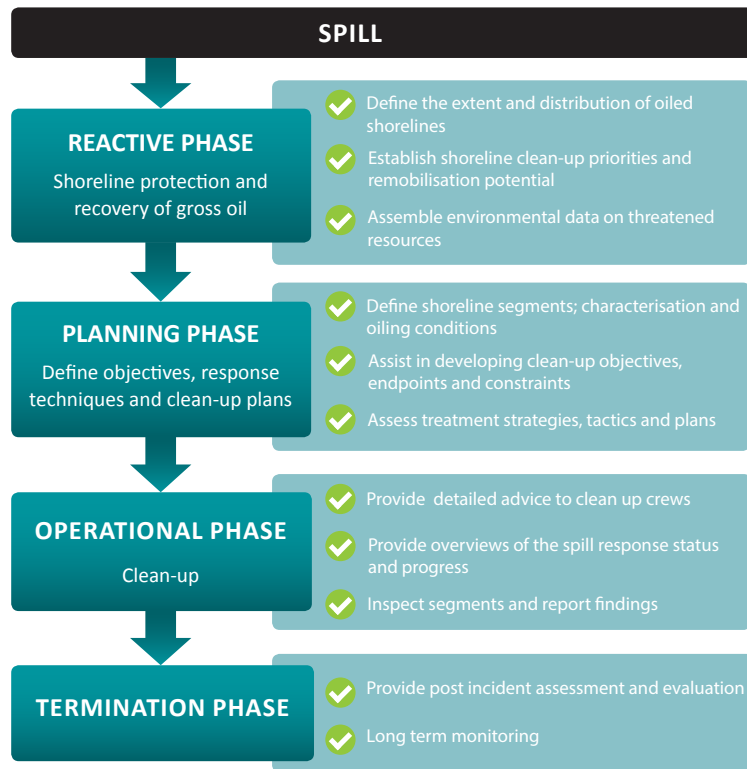 SPILL
REACTIVE PHASE
Shoreline protection and
recovery of gross oil
Define the extent and distribution of oiled
shorelines
Establish shoreline clean-up priorities and
remobilisation potential
Assemble environmental data on threatened
resources
PLANNING PHASE
Define objectives, response
techniques and clean-up plans
Define shoreline segments; characterisation and
oiling conditions
Assist in developing clean-up objectives,
endpoints and constraints
Assess treatment strategies, tactics and plans
OPERATIONAL PHASE
Clean-up
Provide detailed advice to clean up crews
Provide overviews of the spill response status
and progress
Inspect segments and report findings
TERMINATION PHASE
Provide post incident assessment and evaluation
Long term monitoring